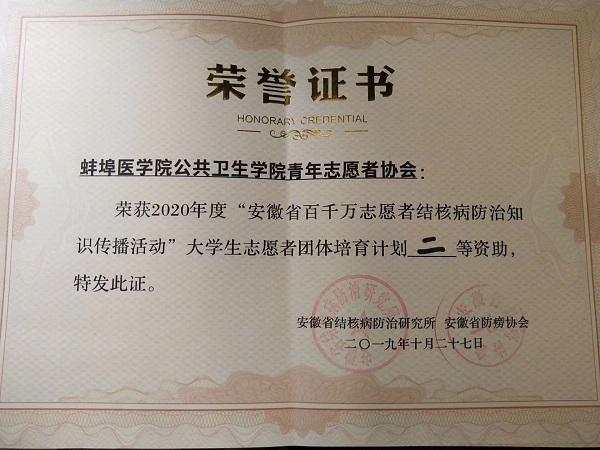 荣誉证书
HONORARY CREDENTIAL
蚌埠医学院公共卫生学院青年志愿者协会：
荣获2020年度“安徽省百千万志愿者结核病防治知
识传播活动”大学生志愿者团体培育计划二等资助，
特发此证。
安徽省结核病防治研究所 安徽省防痨协会
二〇一九年十月二十七日